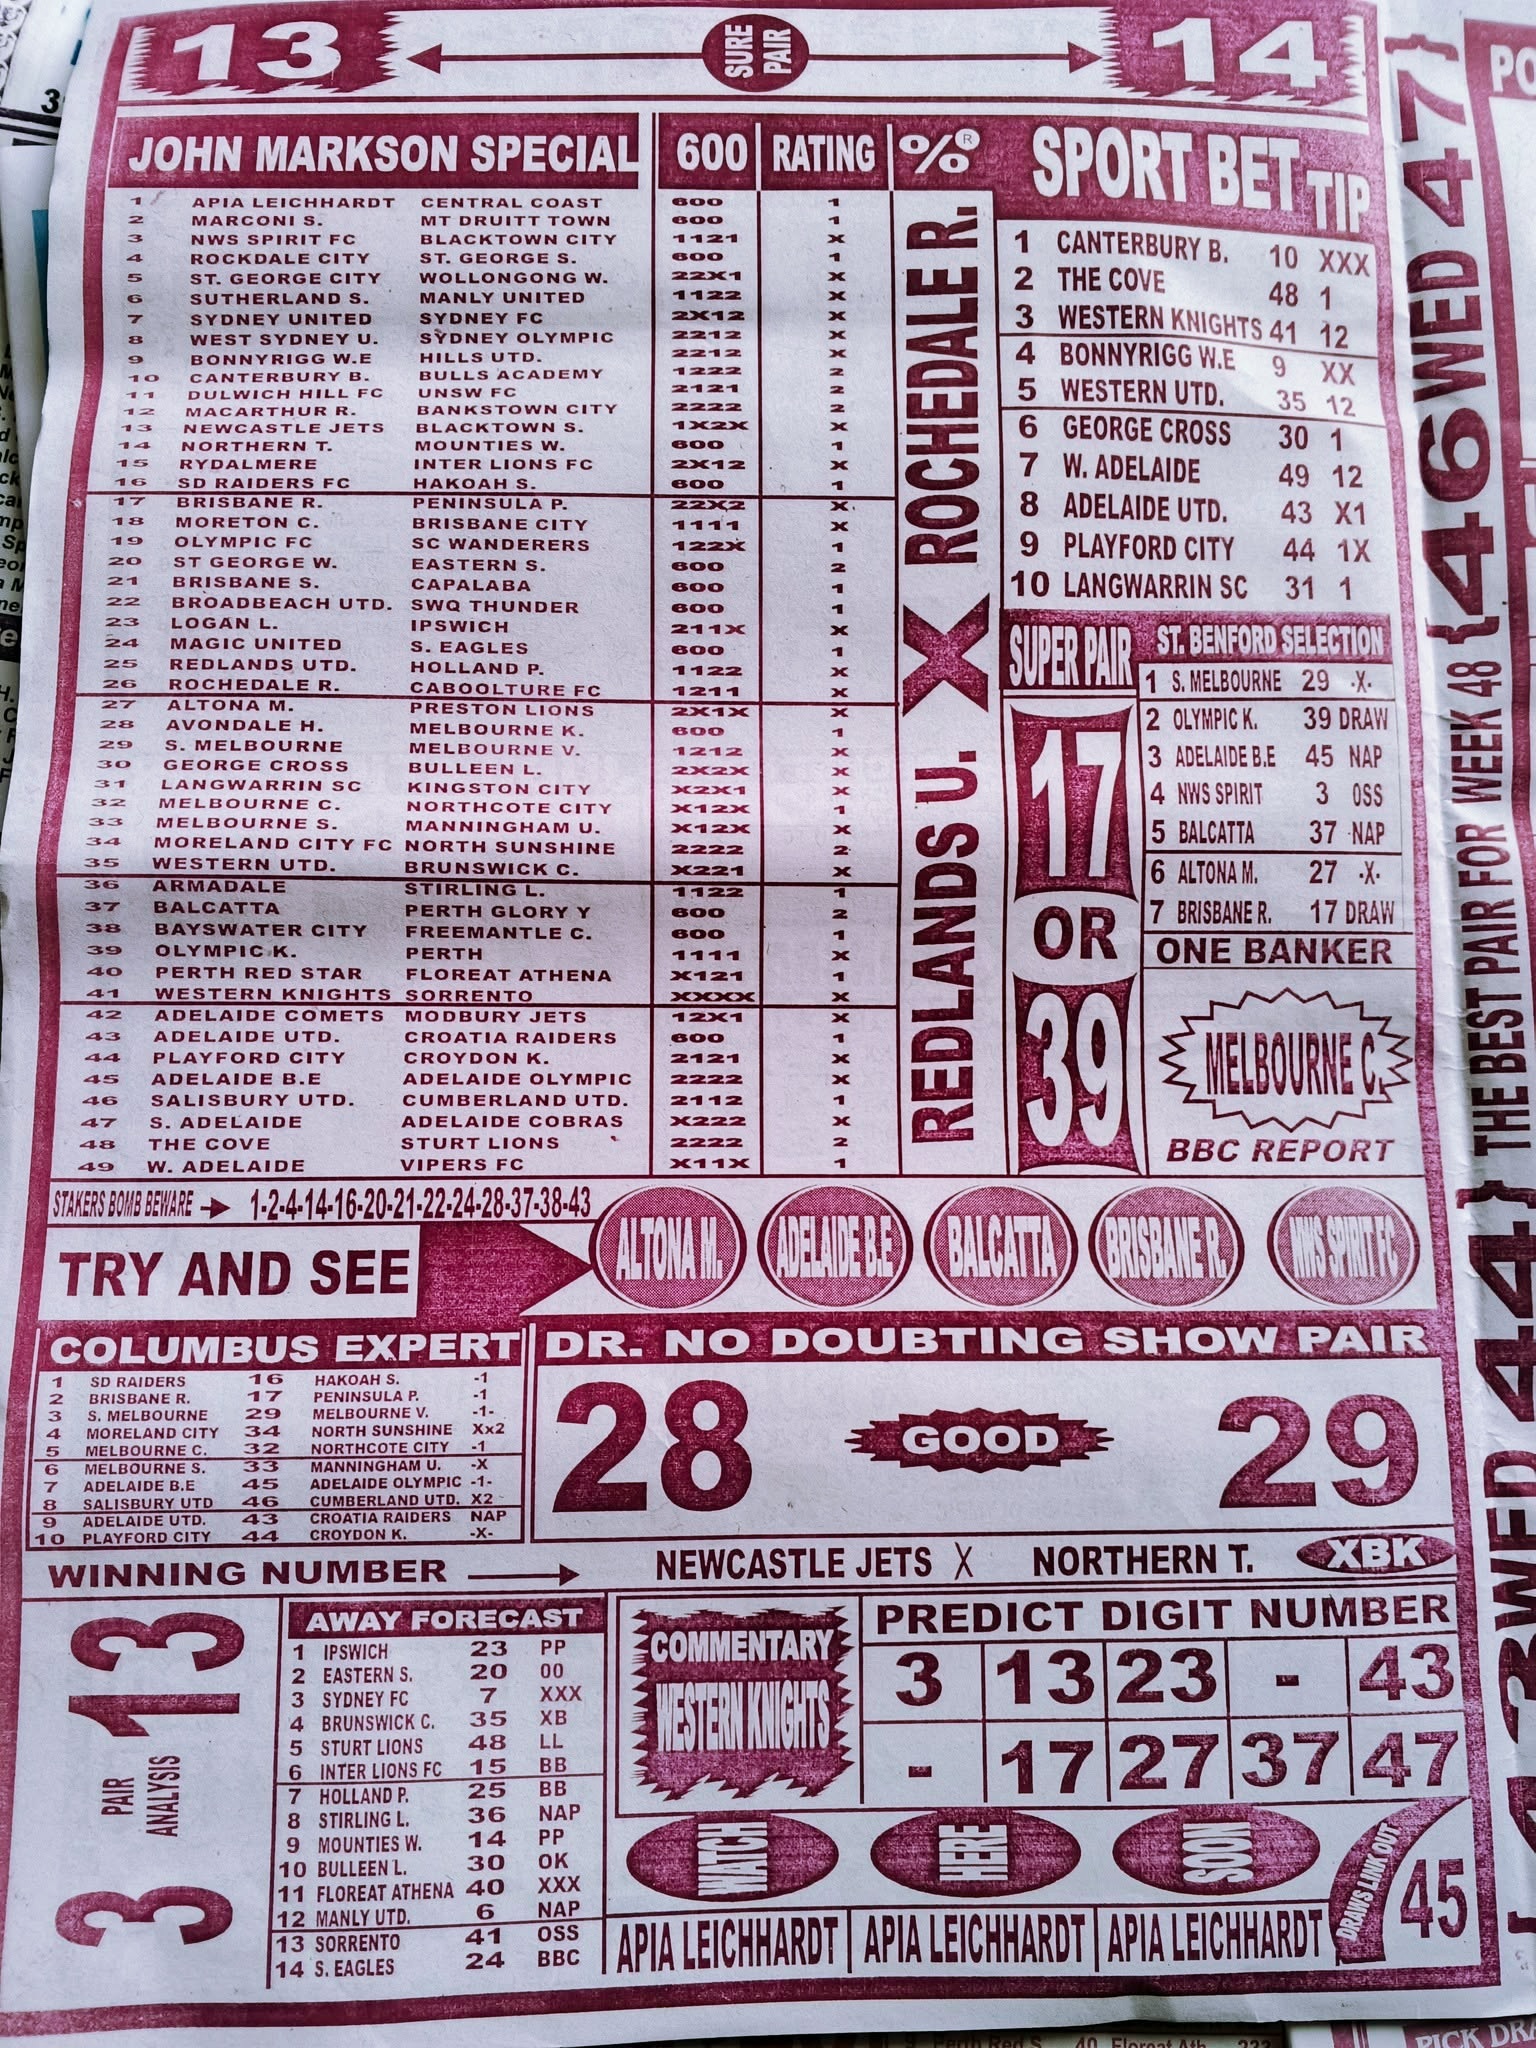 13 SURE PAIR 14
JOHN MARKSON SPECIAL 600 RATING
1 APIA LEICHHARDT CENTRAL COAST 600 1
2 MARCONI S. MT DRUITT TOWN 600 1
3 NWS SPIRIT FC BLACKTOWN CITY 1121 X
4 ROCKDALE CITY ST. GEORGE S. 600 1
5 ST. GEORGE CITY WOLLONGONG W. 22X1 X
6 SUTHERLAND S. MANLY UNITED 1122 X
7 SYDNEY UNITED SYDNEY FC 2X12 X
8 WEST SYDNEY U. SYDNEY OLYMPIC 2212 X
9 BONNYRIGG W.E HILLS UTD. 2212 X
10 CANTERBURY B. BULLS ACADEMY 1222 2
11 DULWICH HILL FC UNSW FC 2121 2
12 MACARTHUR R. BANKSTOWN CITY 2222 2
13 NEWCASTLE JETS BLACKTOWN S. 1X2X X
14 NORTHERN T. MOUNTIES W. 600 1
15 RYDALMERE INTER LIONS FC 2X12 X
16 SD RAIDERS FC HAKOAH S. 600 1
17 BRISBANE R. PENINSULA P. 22X2 X
18 MORETON C. BRISBANE CITY 1111 X
19 OLYMPIC FC SC WANDERERS 122X 1
20 ST GEORGE W. EASTERN S. 600 2
21 BRISBANE S. CAPALABA 600 1
22 BROADBEACH UTD. SWQ THUNDER 600 1
23 LOGAN L. IPSWICH 211X X
24 MAGIC UNITED S. EAGLES 600 1
25 REDLANDS UTD. HOLLAND P. 1122 X
26 ROCHEDALE R. CABOOLTURE FC 1211 X
27 ALTONA M. PRESTON LIONS 2X1X X
28 AVONDALE H. MELBOURNE K. 600 1
29 S. MELBOURNE MELBOURNE V. 1212 X
30 GEORGE CROSS BULLEEN L. 2X2X X
31 LANGWARRIN SC KINGSTON CITY X2X1 X
32 MELBOURNE C. NORTHCOTE CITY X12X 1
33 MELBOURNE S. MANNINGHAM U. X12X X
34 MORELAND CITY FC NORTH SUNSHINE 2222 2
35 WESTERN UTD. BRUNSWICK C. X221 X
36 ARMADALE STIRLING L. 1122 1
37 BALCATTA PERTH GLORY Y 600 2
38 BAYSWATER CITY FREEMANTLE C. 600 1
39 OLYMPIC K. PERTH 1111 X
40 PERTH RED STAR FLOREAT ATHENA X121 1
41 WESTERN KNIGHTS SORRENTO XXXX X
42 ADELAIDE COMETS MODBURY JETS 12X1 X
43 ADELAIDE UTD. CROATIA RAIDERS 600 1
44 PLAYFORD CITY CROYDON K. 2121 X
45 ADELAIDE B.E ADELAIDE OLYMPIC 2222 X
46 SALISBURY UTD. CUMBERLAND UTD. 2112 1
47 S. ADELAIDE ADELAIDE COBRAS X222 X
48 THE COVE STURT LIONS 2222 2
49 W. ADELAIDE VIPERS FC X11X 1
%®
REDLANDS U. X ROCHEDALE R.
SPORT BET TIP
1 CANTERBURY B. 10 XXX
2 THE COVE 48 1
3 WESTERN KNIGHTS 41 12
4 BONNYRIGG W.E 9 XX
5 WESTERN UTD. 35 12
6 GEORGE CROSS 30 1
7 W. ADELAIDE 49 12
8 ADELAIDE UTD. 43 X1
9 PLAYFORD CITY 44 1X
10 LANGWARRIN SC 31 1
SUPER PAIR
17
OR
39
ST. BENFORD SELECTION
1 S. MELBOURNE 29 -X-
2 OLYMPIC K. 39 DRAW
3 ADELAIDE B.E 45 NAP
4 NWS SPIRIT 3 OSS
5 BALCATTA 37 NAP
6 ALTONA M. 27 -X-
7 BRISBANE R. 17 DRAW
ONE BANKER
MELBOURNE C.
BBC REPORT
STAKERS BOMB BEWARE 1-2-4-14-16-20-21-22-24-28-37-38-43
TRY AND SEE ALTONA M. ADELAIDE B.E BALCATTA BRISBANE R. NWS SPIRIT FC
COLUMBUS EXPERT
1 SD RAIDERS 16 HAKOAH S. -1
2 BRISBANE R. 17 PENINSULA P. -1
3 S. MELBOURNE 29 MELBOURNE V. -1-
4 MORELAND CITY 34 NORTH SUNSHINE Xx2
5 MELBOURNE C. 32 NORTHCOTE CITY -1
6 MELBOURNE S. 33 MANNINGHAM U. -X
7 ADELAIDE B.E 45 ADELAIDE OLYMPIC -1-
8 SALISBURY UTD 46 CUMBERLAND UTD. X2
9 ADELAIDE UTD. 43 CROATIA RAIDERS NAP
10 PLAYFORD CITY 44 CROYDON K. -X-
DR. NO DOUBTING SHOW PAIR
28 GOOD 29
WINNING NUMBER NEWCASTLE JETS X NORTHERN T. XBK
3 PAIR ANALYSIS 13
AWAY FORECAST
1 IPSWICH 23 PP
2 EASTERN S. 20 00
3 SYDNEY FC 7 XXX
4 BRUNSWICK C. 35 XB
5 STURT LIONS 48 LL
6 INTER LIONS FC 15 BB
7 HOLLAND P. 25 BB
8 STIRLING L. 36 NAP
9 MOUNTIES W. 14 PP
10 BULLEEN L. 30 OK
11 FLOREAT ATHENA 40 XXX
12 MANLY UTD. 6 NAP
13 SORRENTO 41 OSS
14 S. EAGLES 24 BBC
COMMENTARY
WESTERN KNIGHTS
PREDICT DIGIT NUMBER
3 13 23 - 43
- 17 27 37 47
WATCH HERE SOON
APIA LEICHHARDT APIA LEICHHARDT APIA LEICHHARDT
DRAWS LINK OUT 45
WED 44} THE BEST PAIR FOR WEEK 48 {46 WED 47}
PICK DRA